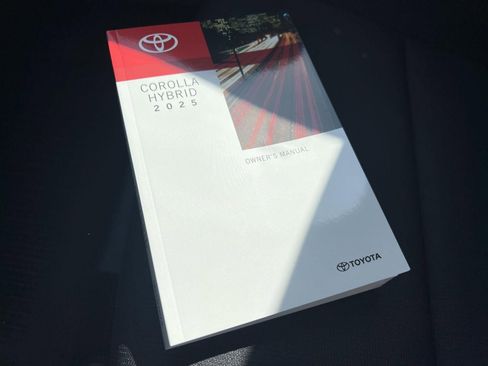 COROLLA
HYBRID
2025
OWNER'S MANUAL
TOYOTA